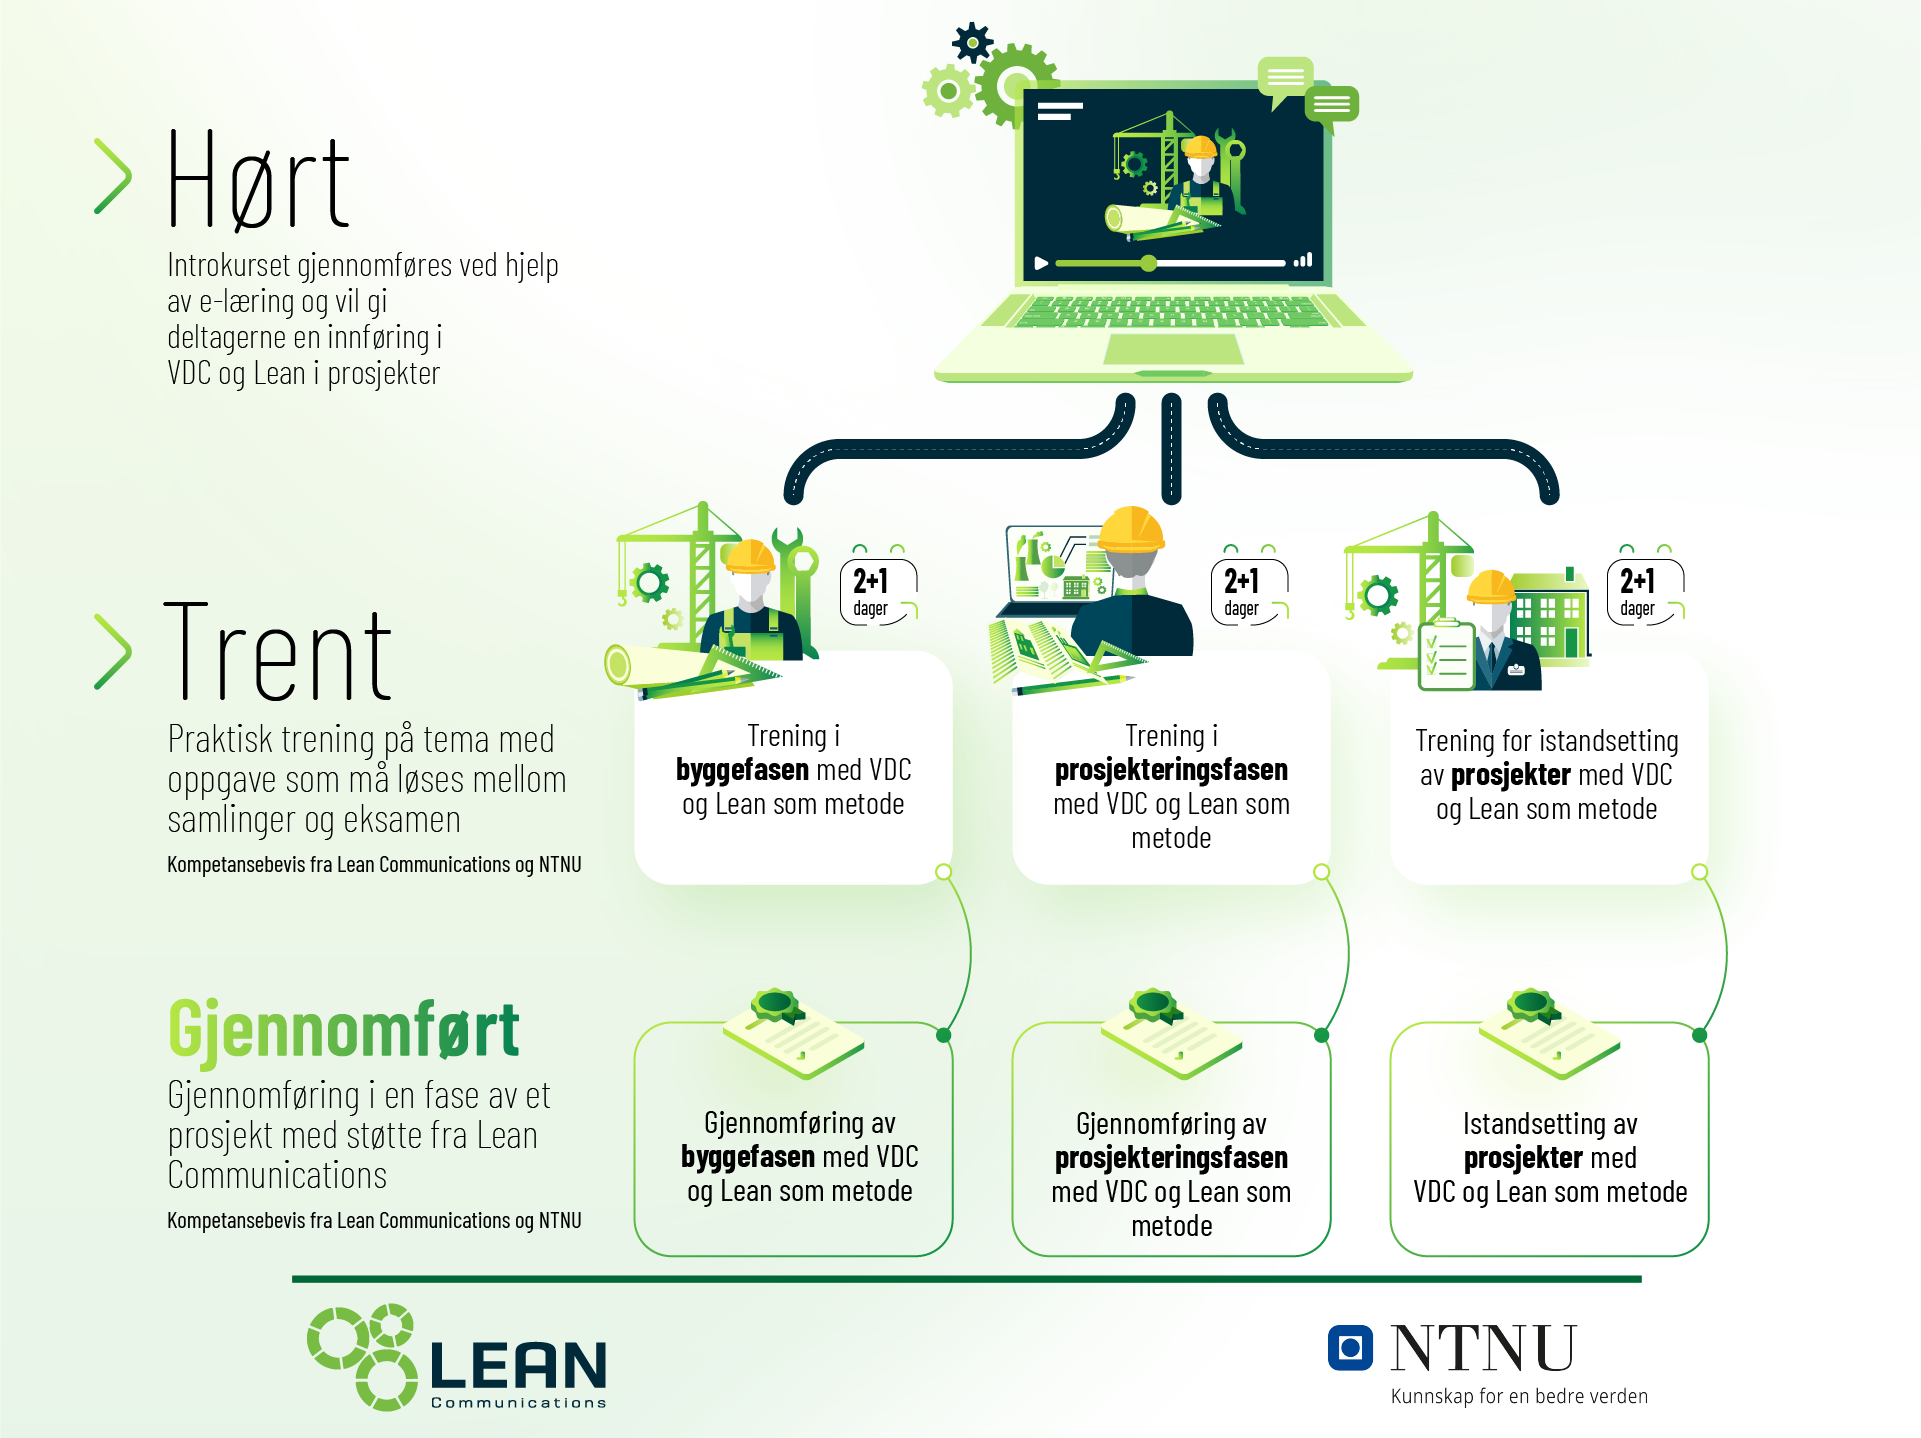 Hørt
Introkurset gjennomføres ved hjelp
av e-læring og vil gi
deltagerne en innføring i
VDC og Lean i prosjekter
Trent
Praktisk trening på tema med
oppgave som må løses mellom
samlinger og eksamen
Kompetansebevis fra Lean Communications og NTNU
2+1
dager
Trening i
byggefasen med VDC
og Lean som metode
2+1
dager
Trening i
prosjekteringsfasen
med VDC og Lean som
metode
2+1
dager
Trening for istandsetting
av prosjekter med VDC
og Lean som metode
Gjennomført
Gjennomføring i en fase av et
prosjekt med støtte fra Lean
Communications
Kompetansebevis fra Lean Communications og NTNU
Gjennomføring av
byggefasen med VDC
og Lean som metode
Gjennomføring av
prosjekteringsfasen
med VDC og Lean som
metode
Istandsetting av
prosjekter med
VDC og Lean som metode
LEAN
Communications
NTNU
Kunnskap for en bedre verden